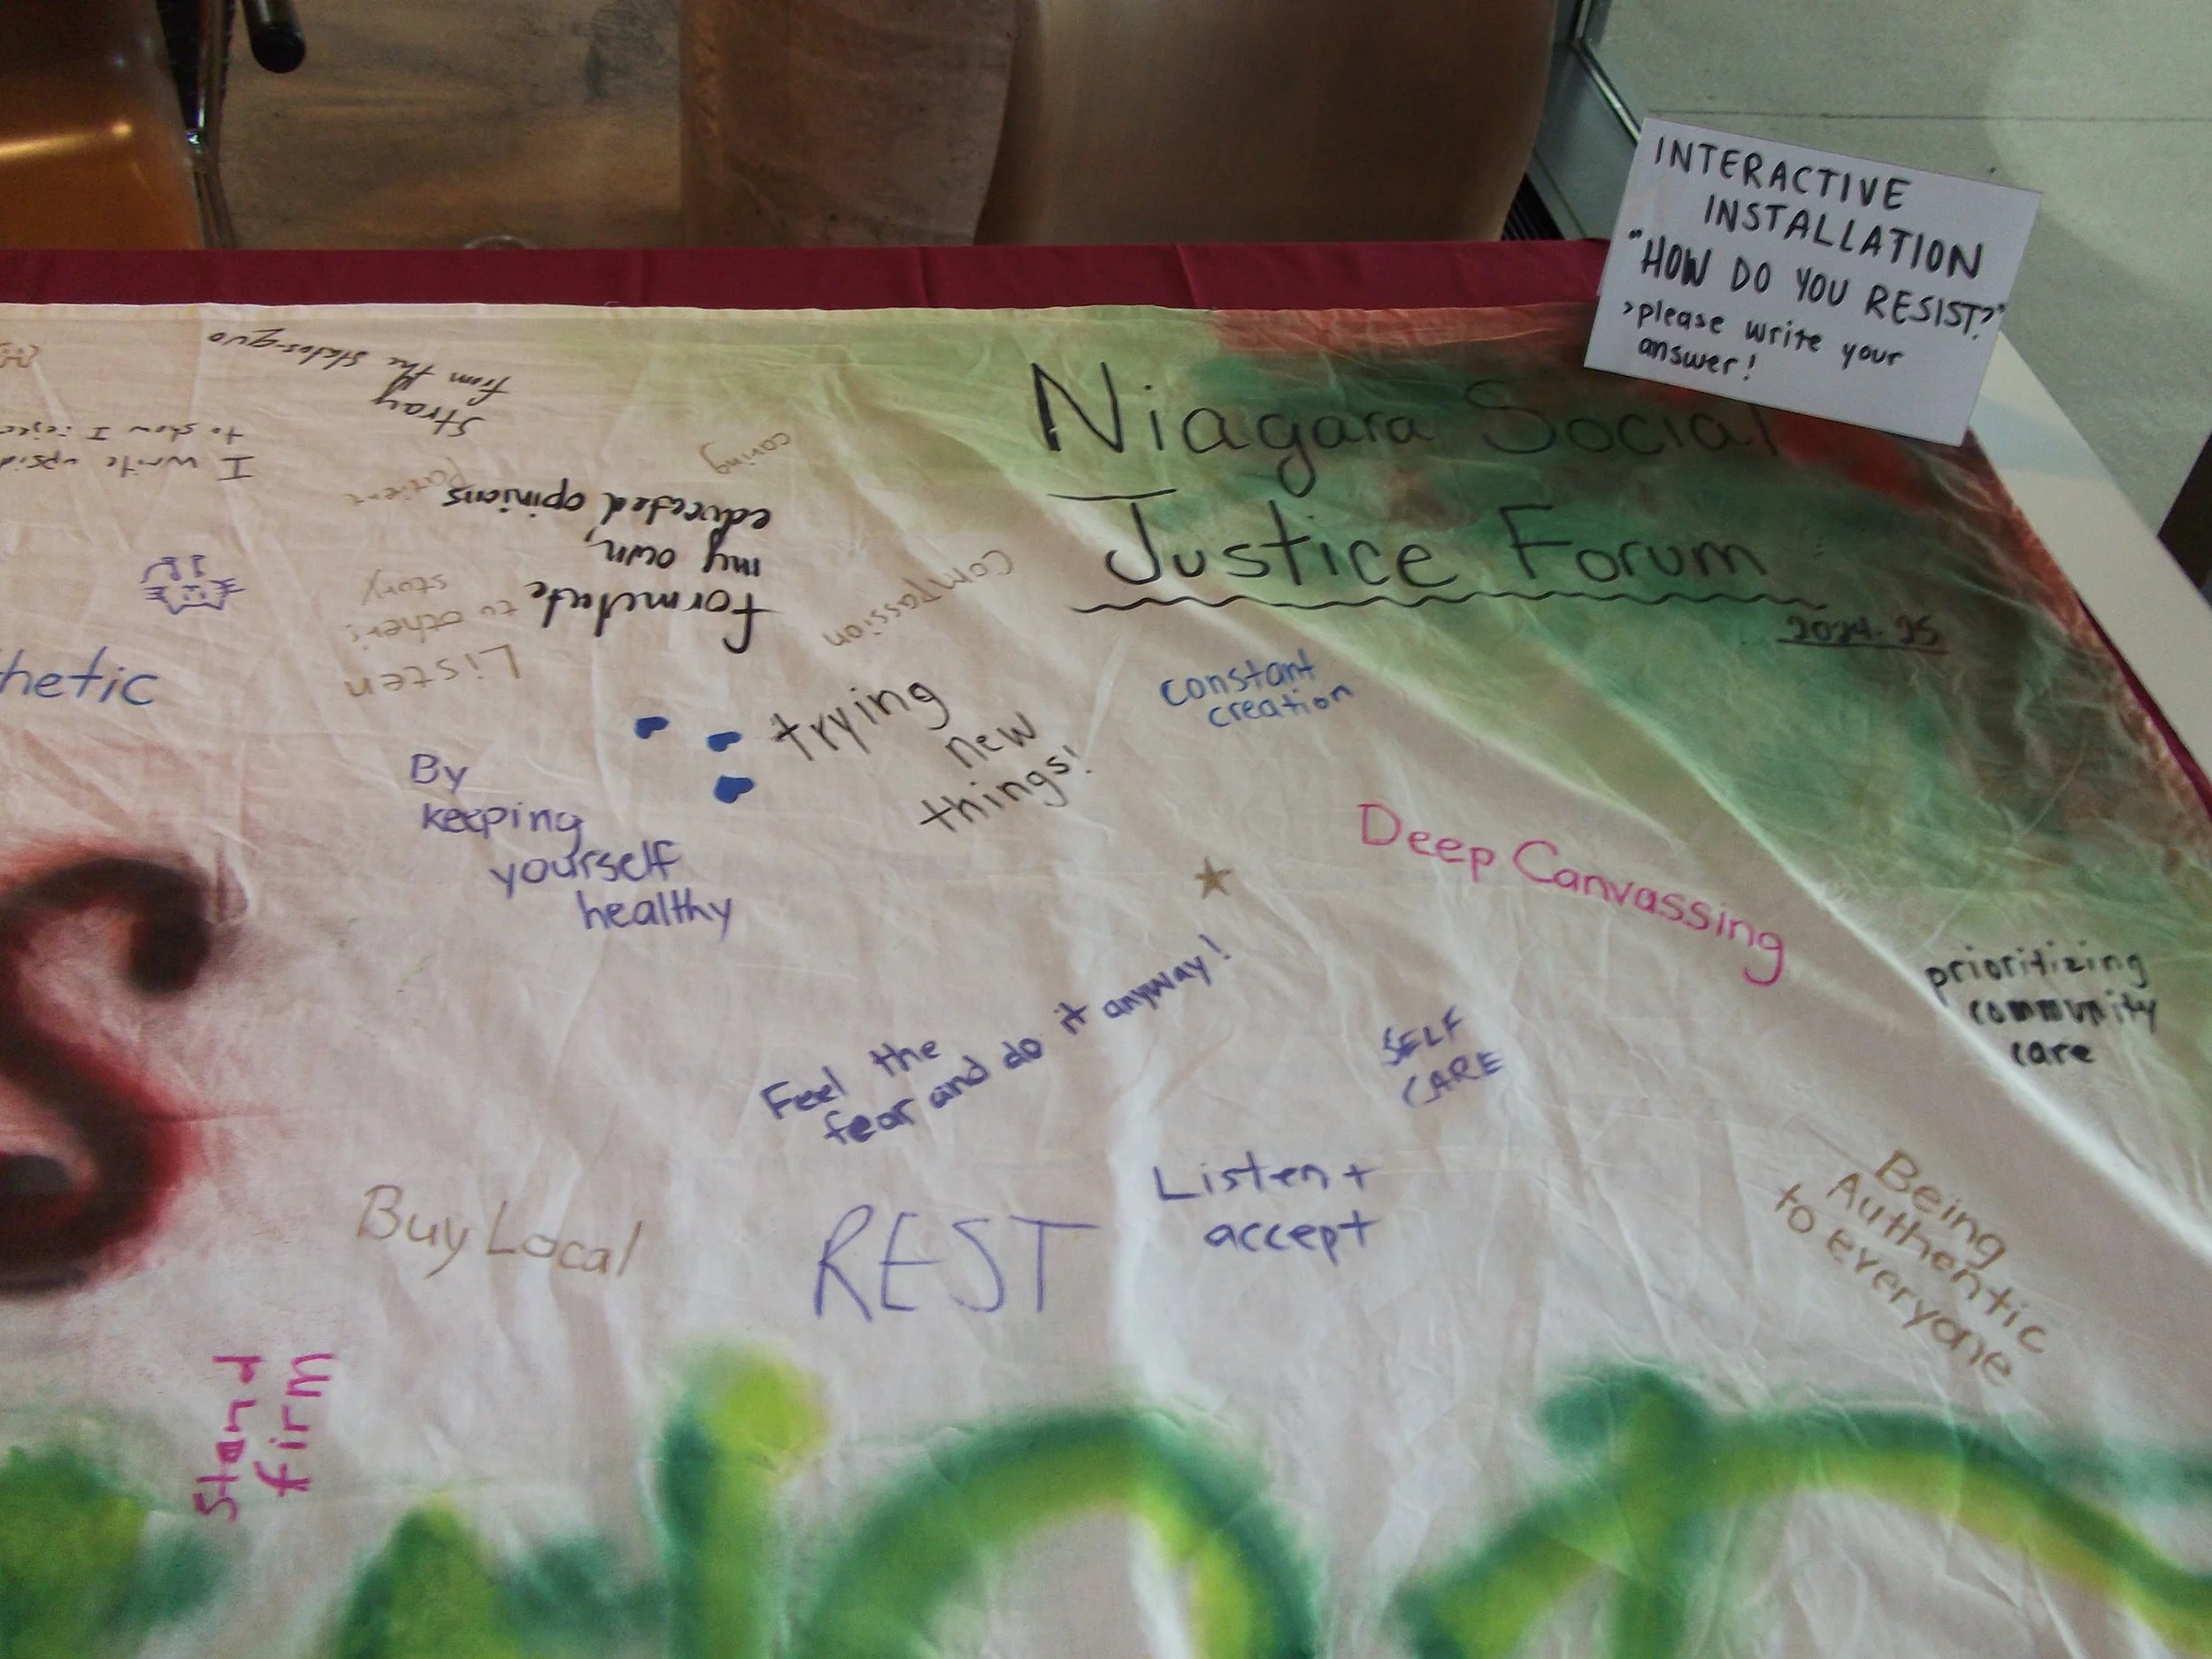 INTERACTIVE
INSTALLATION
"HOW DO YOU RESIST?"
>please write your
answer!
Niagara Social
Justice Forum
2024-25
Stray
from the status-quo
I write upsid
to show I rejec
caring
Patient
formulate
my own,
educated opinions
Listen
to others
story
compassion
hetic
trying
new
things!
constant
creation
By
keeping
yourself
healthy
Deep Canvassing
prioritizing
community
care
Feel the
fear and do it anyway!
SELF
CARE
Listen +
accept
Being
Authentic
to everyone
Buy Local
REST
Stand
firm
S